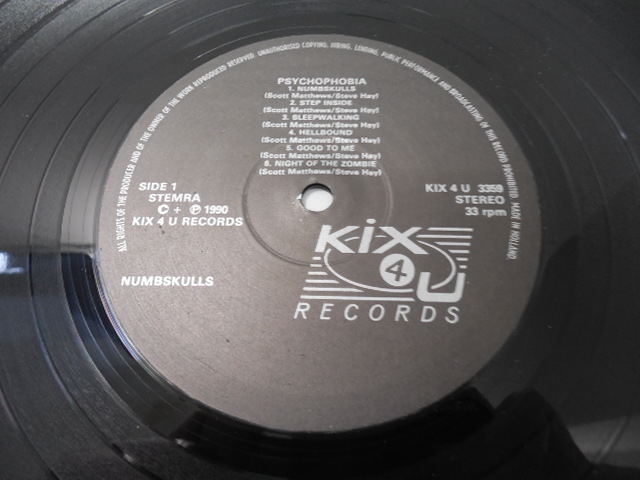 ALL RIGHTS OF THE PRODUCER AND OF THE OWNER OF THE WORK REPRODUCED RESERVED. UNAUTHORISED COPYING, HIRING, LENDING, PUBLIC PERFORMANCE AND BROADCASTING OF THIS RECORD PROHIBITED. MADE IN HOLLAND.
PSYCHOPHOBIA
1. NUMBSKULLS
(Scott Matthews/Steve Hay)
2. STEP INSIDE
(Scott Matthews/Steve Hay)
3. SLEEPWALKING
(Scott Matthews/Steve Hay)
4. HELLBOUND
(Scott Matthews/Steve Hay)
5. GOOD TO ME
(Scott Matthews/Steve Hay)
6. NIGHT OF THE ZOMBIE
(Scott Matthews/Steve Hay)
SIDE 1
STEMRA
© + ℗ 1990
KIX 4 U RECORDS
KIX 4 U 3359
STEREO
33 rpm
NUMBSKULLS
KiX
4
U
RECORDS